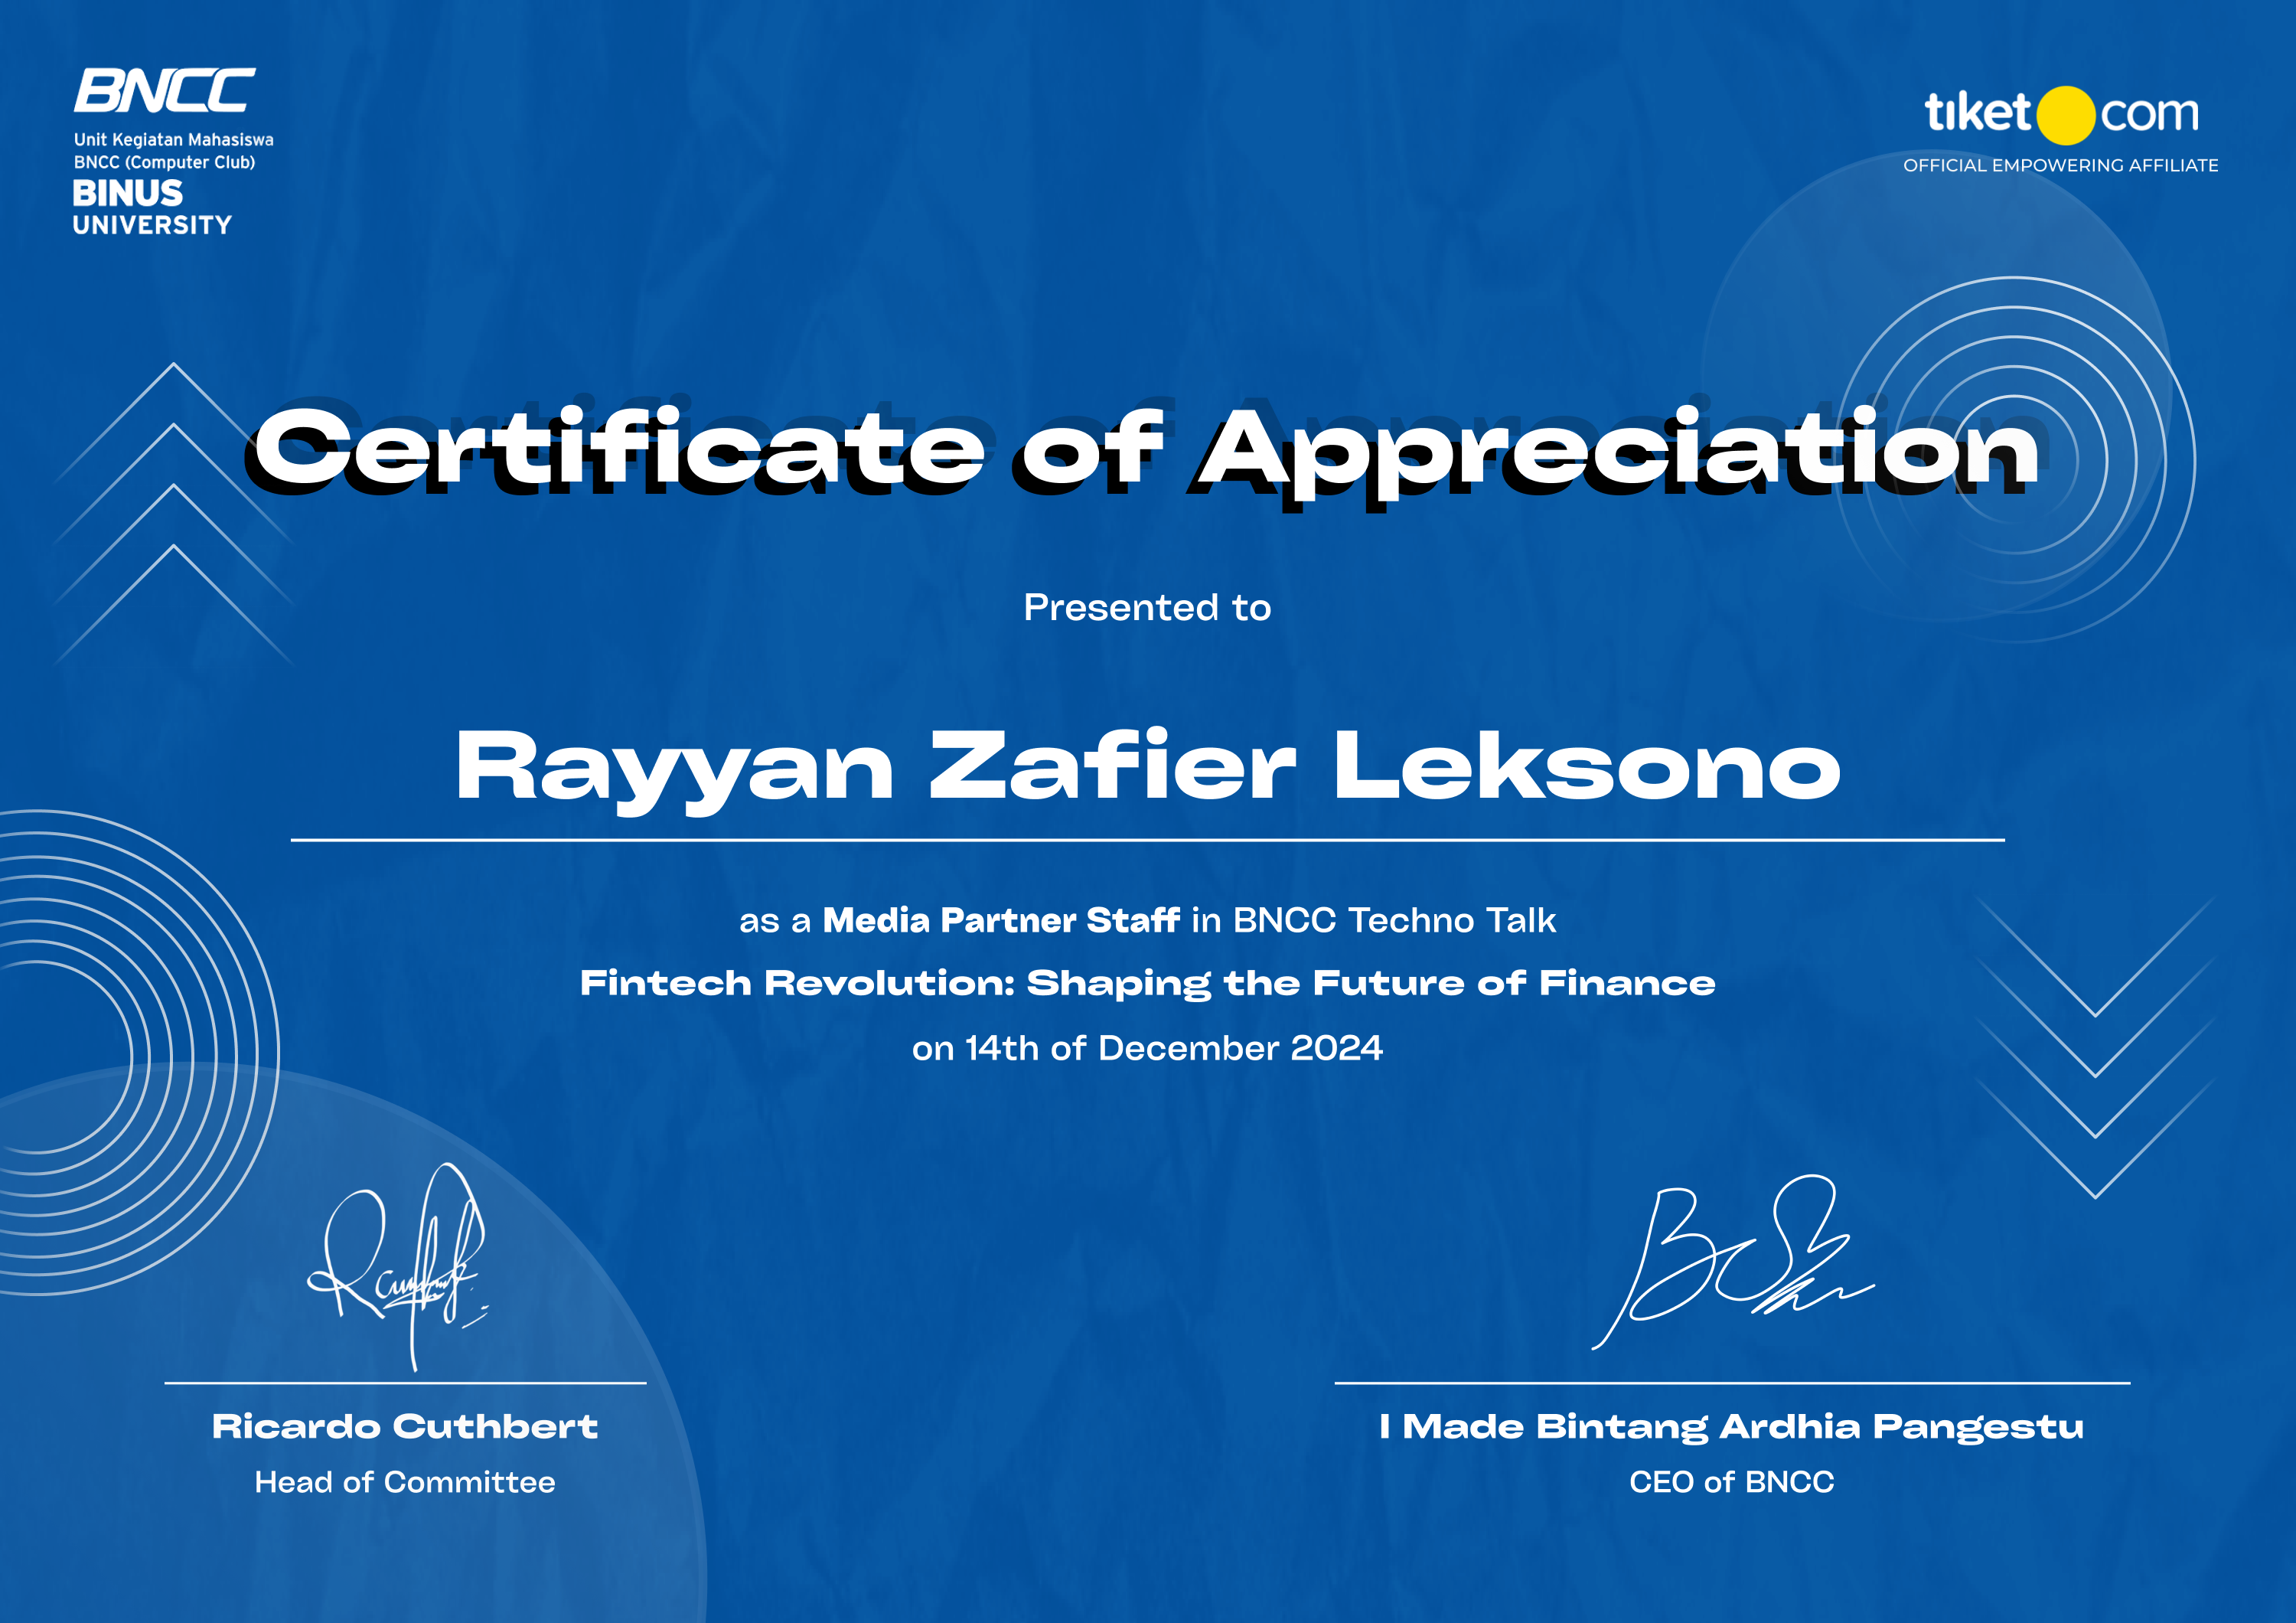 BNCC
Unit Kegiatan Mahasiswa
BNCC (Computer Club)
BINUS
UNIVERSITY
tiket com
OFFICIAL EMPOWERING AFFILIATE
Certificate of Appreciation
Presented to
Rayyan Zafier Leksono
as a Media Partner Staff in BNCC Techno Talk
Fintech Revolution: Shaping the Future of Finance
on 14th of December 2024
Ricardo Cuthbert
Head of Committee
I Made Bintang Ardhia Pangestu
CEO of BNCC